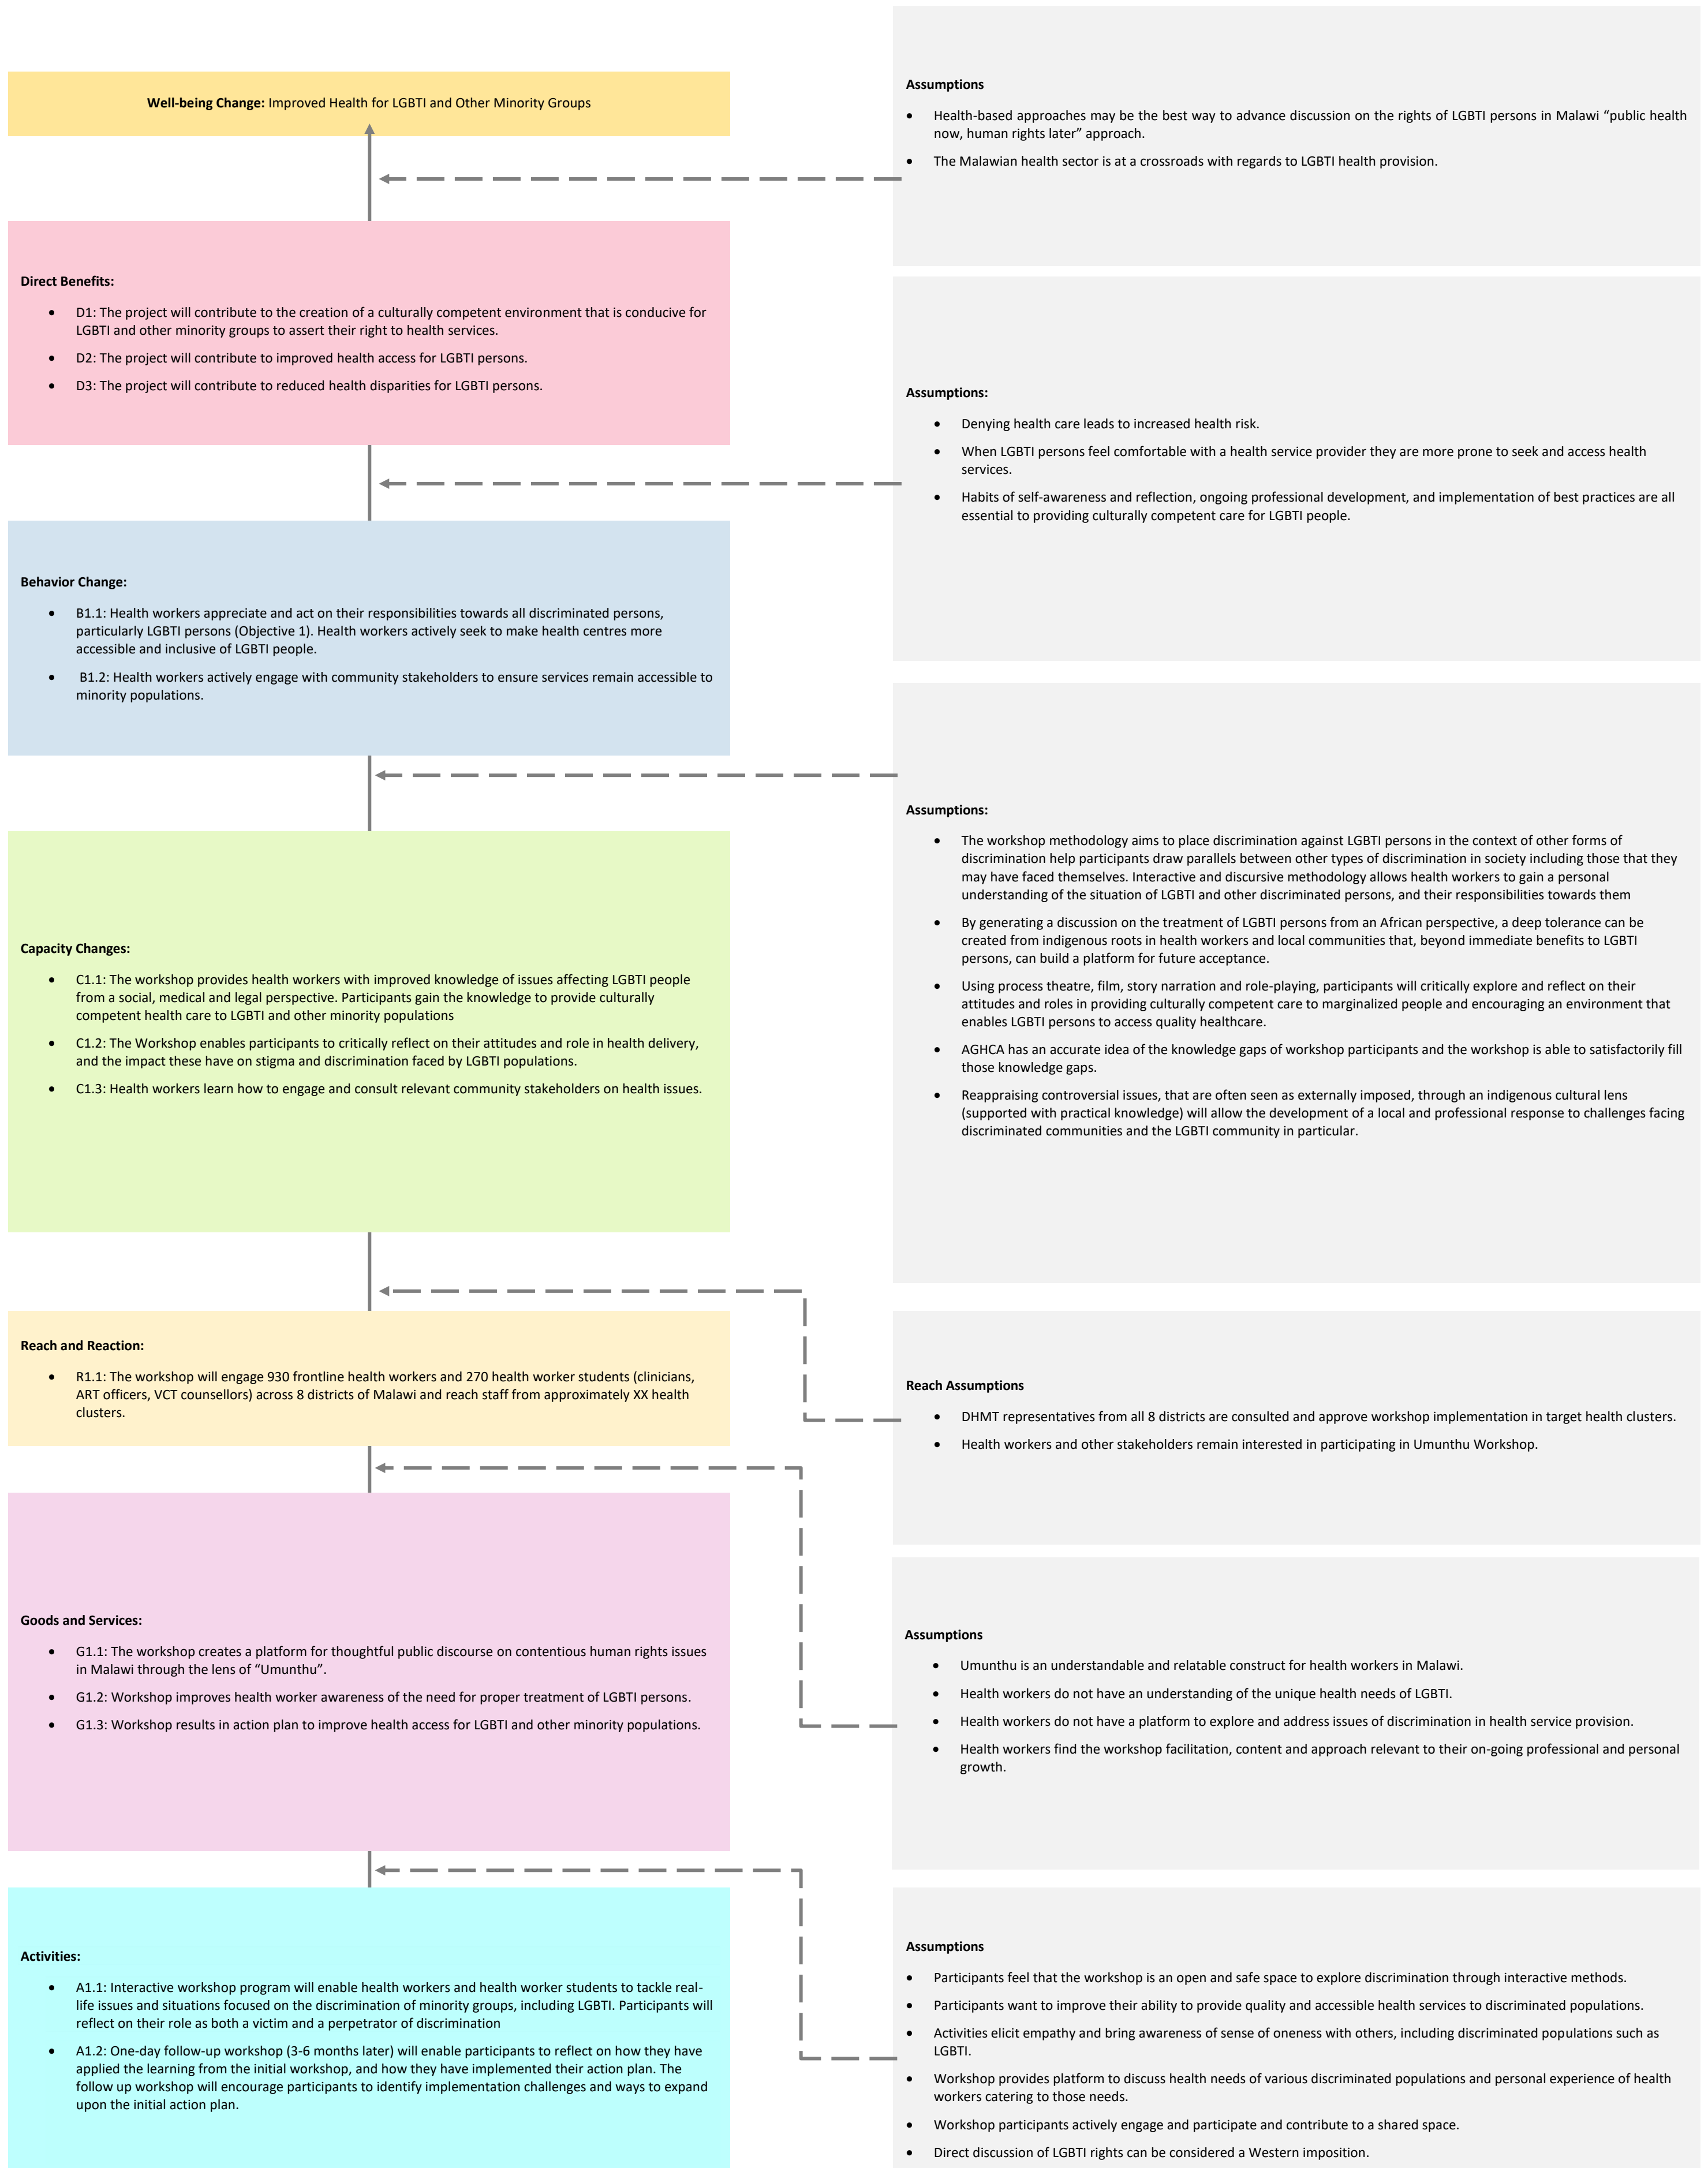 Well-being Change: Improved Health for LGBTI and Other Minority Groups
Assumptions
• Health-based approaches may be the best way to advance discussion on the rights of LGBTI persons in Malawi “public health
now, human rights later” approach.
• The Malawian health sector is at a crossroads with regards to LGBTI health provision.
Direct Benefits:
• D1: The project will contribute to the creation of a culturally competent environment that is conducive for
LGBTI and other minority groups to assert their right to health services.
• D2: The project will contribute to improved health access for LGBTI persons.
• D3: The project will contribute to reduced health disparities for LGBTI persons.
Assumptions:
• Denying health care leads to increased health risk.
• When LGBTI persons feel comfortable with a health service provider they are more prone to seek and access health
services.
• Habits of self-awareness and reflection, ongoing professional development, and implementation of best practices are all
essential to providing culturally competent care for LGBTI people.
Behavior Change:
• B1.1: Health workers appreciate and act on their responsibilities towards all discriminated persons,
particularly LGBTI persons (Objective 1). Health workers actively seek to make health centres more
accessible and inclusive of LGBTI people.
• B1.2: Health workers actively engage with community stakeholders to ensure services remain accessible to
minority populations.
Assumptions:
• The workshop methodology aims to place discrimination against LGBTI persons in the context of other forms of
discrimination help participants draw parallels between other types of discrimination in society including those that they
may have faced themselves. Interactive and discursive methodology allows health workers to gain a personal
understanding of the situation of LGBTI and other discriminated persons, and their responsibilities towards them
• By generating a discussion on the treatment of LGBTI persons from an African perspective, a deep tolerance can be
created from indigenous roots in health workers and local communities that, beyond immediate benefits to LGBTI
persons, can build a platform for future acceptance.
• Using process theatre, film, story narration and role-playing, participants will critically explore and reflect on their
attitudes and roles in providing culturally competent care to marginalized people and encouraging an environment that
enables LGBTI persons to access quality healthcare.
• AGHCA has an accurate idea of the knowledge gaps of workshop participants and the workshop is able to satisfactorily fill
those knowledge gaps.
• Reappraising controversial issues, that are often seen as externally imposed, through an indigenous cultural lens
(supported with practical knowledge) will allow the development of a local and professional response to challenges facing
discriminated communities and the LGBTI community in particular.
Capacity Changes:
• C1.1: The workshop provides health workers with improved knowledge of issues affecting LGBTI people
from a social, medical and legal perspective. Participants gain the knowledge to provide culturally
competent health care to LGBTI and other minority populations
• C1.2: The Workshop enables participants to critically reflect on their attitudes and role in health delivery,
and the impact these have on stigma and discrimination faced by LGBTI populations.
• C1.3: Health workers learn how to engage and consult relevant community stakeholders on health issues.
Reach and Reaction:
• R1.1: The workshop will engage 930 frontline health workers and 270 health worker students (clinicians,
ART officers, VCT counsellors) across 8 districts of Malawi and reach staff from approximately XX health
clusters.
Reach Assumptions
• DHMT representatives from all 8 districts are consulted and approve workshop implementation in target health clusters.
• Health workers and other stakeholders remain interested in participating in Umunthu Workshop.
Goods and Services:
• G1.1: The workshop creates a platform for thoughtful public discourse on contentious human rights issues
in Malawi through the lens of “Umunthu”.
• G1.2: Workshop improves health worker awareness of the need for proper treatment of LGBTI persons.
• G1.3: Workshop results in action plan to improve health access for LGBTI and other minority populations.
Assumptions
• Umunthu is an understandable and relatable construct for health workers in Malawi.
• Health workers do not have an understanding of the unique health needs of LGBTI.
• Health workers do not have a platform to explore and address issues of discrimination in health service provision.
• Health workers find the workshop facilitation, content and approach relevant to their on-going professional and personal
growth.
Activities:
• A1.1: Interactive workshop program will enable health workers and health worker students to tackle real-
life issues and situations focused on the discrimination of minority groups, including LGBTI. Participants will
reflect on their role as both a victim and a perpetrator of discrimination
• A1.2: One-day follow-up workshop (3-6 months later) will enable participants to reflect on how they have
applied the learning from the initial workshop, and how they have implemented their action plan. The
follow up workshop will encourage participants to identify implementation challenges and ways to expand
upon the initial action plan.
Assumptions
• Participants feel that the workshop is an open and safe space to explore discrimination through interactive methods.
• Participants want to improve their ability to provide quality and accessible health services to discriminated populations.
• Activities elicit empathy and bring awareness of sense of oneness with others, including discriminated populations such as
LGBTI.
• Workshop provides platform to discuss health needs of various discriminated populations and personal experience of health
workers catering to those needs.
• Workshop participants actively engage and participate and contribute to a shared space.
• Direct discussion of LGBTI rights can be considered a Western imposition.